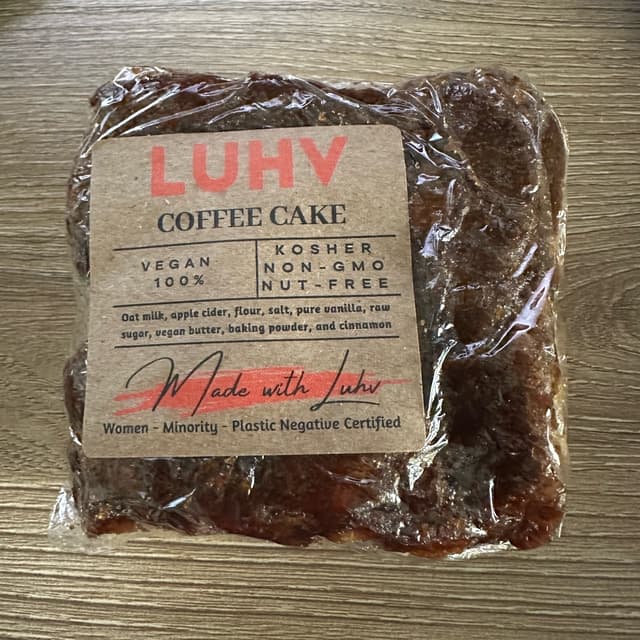 LUHV
COFFEE CAKE
VEGAN
100%
KOSHER
NON-GMO
NUT-FREE
Oat milk, apple cider, flour, salt, pure vanilla, raw
sugar, vegan butter, baking powder, and cinnamon
Made with Luhv
Women - Minority - Plastic Negative Certified